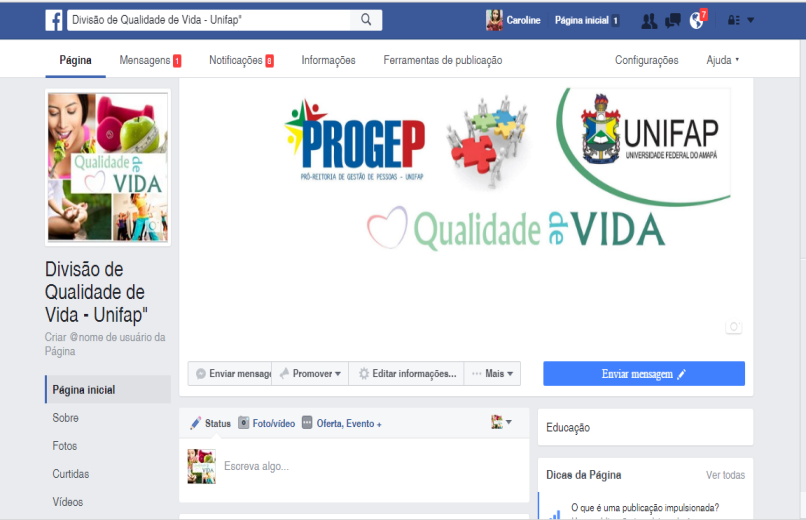 Divisão de Qualidade de Vida - Unifap"
Caroline
Página inicial 1
7
Página
Mensagens 1
Notificações 8
Informações
Ferramentas de publicação
Configurações
Ajuda
Qualidade de
VIDA
PROGEP
PRÓ-REITORIA DE GESTÃO DE PESSOAS - UNIFAP
UNIFAP
UNIVERSIDADE FEDERAL DO AMAPÁ
Qualidade de VIDA
Divisão de
Qualidade de
Vida - Unifap"
Criar @nome de usuário da
Página
Enviar mensage
Promover
Editar informações...
Mais
Enviar mensagem
Página inicial
Sobre
Fotos
Curtidas
Vídeos
Status
Foto/vídeo
Oferta, Evento +
Escreva algo...
Educação
Dicas da Página
Ver todas
O que é uma publicação impulsionada?